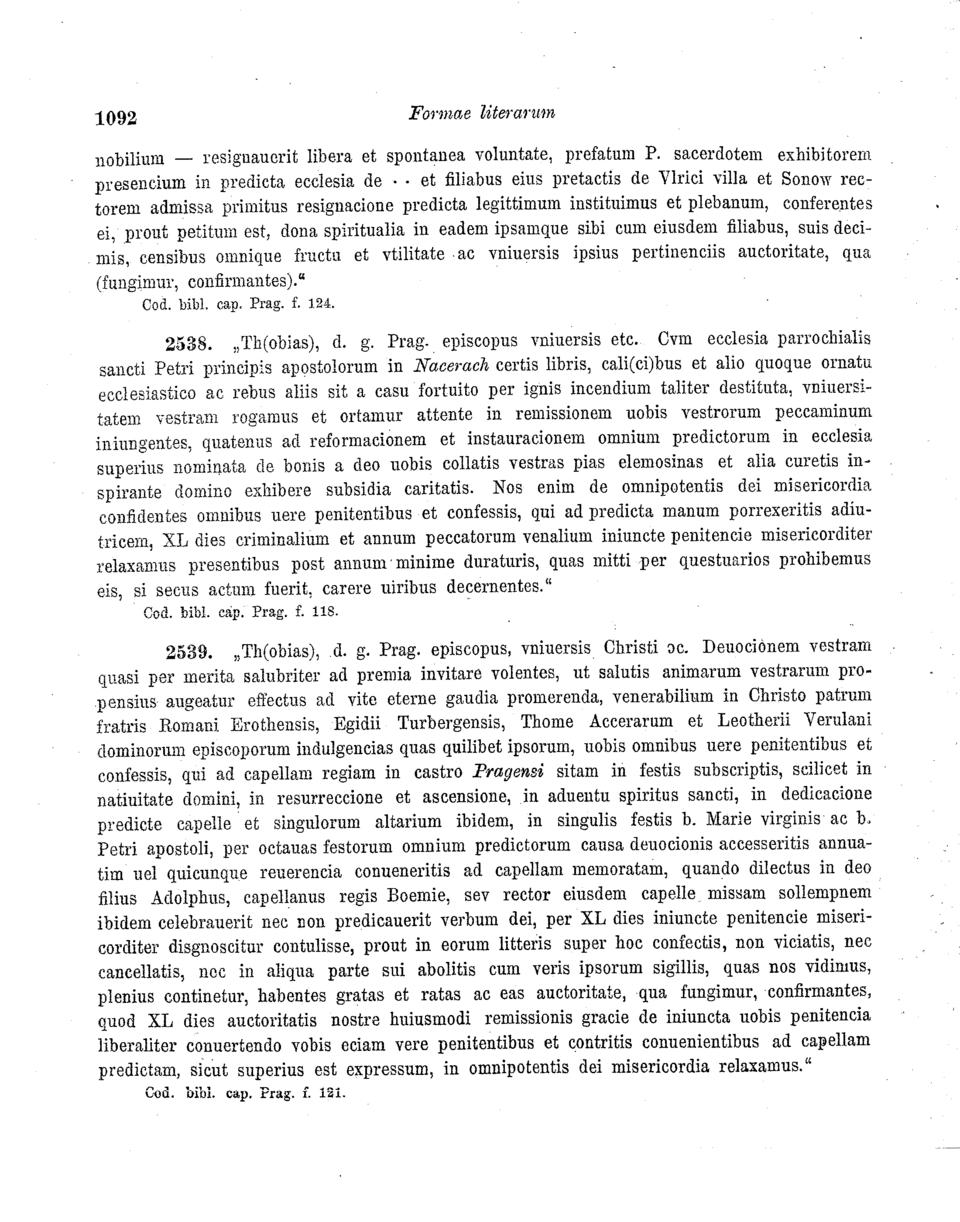 1092 Formae literarum
nobilium — resignauerit libera et spontanea voluntate, prefatum P. sacerdotem exhibitorem
presencium in predicta ecclesia de · · et filiabus eius pretactis de Vlrici villa et Sonow rec-
torem admissa primitus resignacione predicta legittimum instituimus et plebanum, conferentes
ei, prout petitum est, dona spiritualia in eadem ipsamque sibi cum eiusdem filiabus, suis deci-
mis, censibus omnique fructu et vtilitate ac vniuersis ipsius pertinenciis auctoritate, qua
(fungimur, confirmantes).“
Cod. bibl. cap. Prag. f. 124.
2538. „Th(obias), d. g. Prag. episcopus vniuersis etc. Cvm ecclesia parrochialis
sancti Petri principis apostolorum in Nacerach certis libris, cali(ci)bus et alio quoque ornatu
ecclesiastico ac rebus aliis sit a casu fortuito per ignis incendium taliter destituta, vniuersi-
tatem vestram rogamus et ortamur attente in remissionem uobis vestrorum peccaminum
iniungentes, quatenus ad reformacionem et instauracionem omnium predictorum in ecclesia
superius nominata de bonis a deo uobis collatis vestras pias elemosinas et alia curetis in-
spirante domino exhibere subsidia caritatis. Nos enim de omnipotentis dei misericordia
confidentes omnibus uere penitentibus et confessis, qui ad predicta manum porrexeritis adiu-
tricem, XL dies criminalium et annum peccatorum venalium iniuncte penitencie misericorditer
relaxamus presentibus post annum minime duraturis, quas mitti per questuarios prohibemus
eis, si secus actum fuerit, carere uiribus decernentes.“
Cod. bibl. cap. Prag. f. 118.
2539. „Th(obias), d. g. Prag. episcopus, vniuersis Christi ɔc. Deuocionem vestram
quasi per merita salubriter ad premia invitare volentes, ut salutis animarum vestrarum pro-
pensius augeatur effectus ad vite eterne gaudia promerenda, venerabilium in Christo patrum
fratris Romani Erothensis, Egidii Turbergensis, Thome Accerarum et Leotherii Verulani
dominorum episcoporum indulgencias quas quilibet ipsorum, uobis omnibus uere penitentibus et
confessis, qui ad capellam regiam in castro Pragensi sitam in festis subscriptis, scilicet in
natiuitate domini, in resurreccione et ascensione, in aduentu spiritus sancti, in dedicacione
predicte capelle et singulorum altarium ibidem, in singulis festis b. Marie virginis ac b.
Petri apostoli, per octauas festorum omnium predictorum causa deuocionis accesseritis annua-
tim uel quicunque reuerencia conueneritis ad capellam memoratam, quando dilectus in deo
filius Adolphus, capellanus regis Boemie, sev rector eiusdem capelle missam sollempnem
ibidem celebrauerit nec non predicauerit verbum dei, per XL dies iniuncte penitencie miseri-
corditer disgnoscitur contulisse, prout in eorum litteris super hoc confectis, non viciatis, nec
cancellatis, nec in aliqua parte sui abolitis cum veris ipsorum sigillis, quas nos vidimus,
plenius continetur, habentes gratas et ratas ac eas auctoritate, qua fungimur, confirmantes,
quod XL dies auctoritatis nostre huiusmodi remissionis gracie de iniuncta uobis penitencia
liberaliter conuertendo vobis eciam vere penitentibus et contritis conuenientibus ad capellam
predictam, sicut superius est expressum, in omnipotentis dei misericordia relaxamus.“
Cod. bibl. cap. Prag. f. 121.